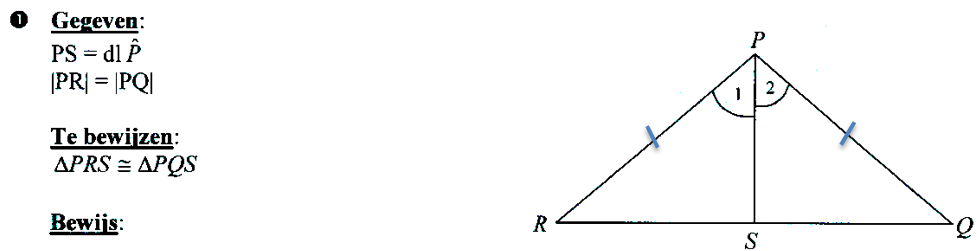 ❶ Gegeven:
PS = dl P̂
|PR| = |PQ|
Te bewijzen:
ΔPRS ≅ ΔPQS
Bewijs:
P
1 2
R
S
Q